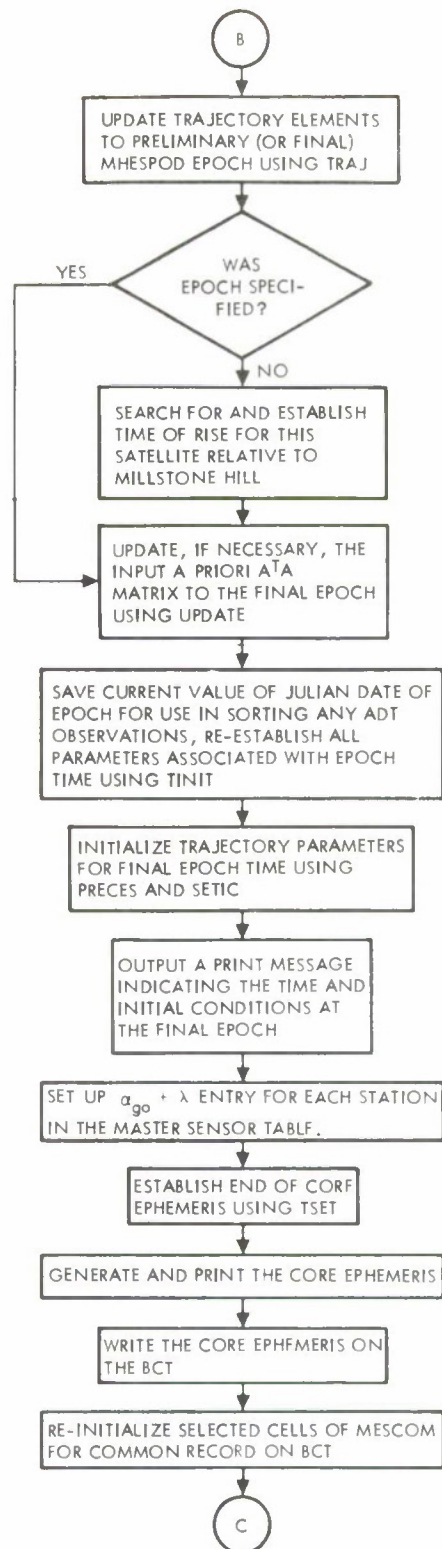 B
UPDATE TRAJECTORY ELEMENTS
TO PRELIMINARY (OR FINAL)
MHESPOD EPOCH USING TRAJ
YES
WAS
EPOCH SPECI-
FIED?
NO
SEARCH FOR AND ESTABLISH
TIME OF RISE FOR THIS
SATELLITE RELATIVE TO
MILLSTONE HILL
UPDATE, IF NECESSARY, THE
INPUT A PRIORI AᵀA
MATRIX TO THE FINAL EPOCH
USING UPDATE
SAVE CURRENT VALUE OF JULIAN DATE OF
EPOCH FOR USE IN SORTING ANY ADT
OBSERVATIONS, RE-ESTABLISH ALL
PARAMETERS ASSOCIATED WITH EPOCH
TIME USING TINIT
INITIALIZE TRAJECTORY PARAMETERS
FOR FINAL EPOCH TIME USING
PRECES AND SETIC
OUTPUT A PRINT MESSAGE
INDICATING THE TIME AND
INITIAL CONDITIONS AT
THE FINAL EPOCH
SET UP αgo + λ ENTRY FOR EACH STATION
IN THE MASTER SENSOR TABLE.
ESTABLISH END OF CORE
EPHEMERIS USING TSET
GENERATE AND PRINT THE CORE EPHEMERIS
WRITE THE CORE EPHEMERIS ON
THE BCT
RE-INITIALIZE SELECTED CELLS OF MESCOM
FOR COMMON RECORD ON BCT
C